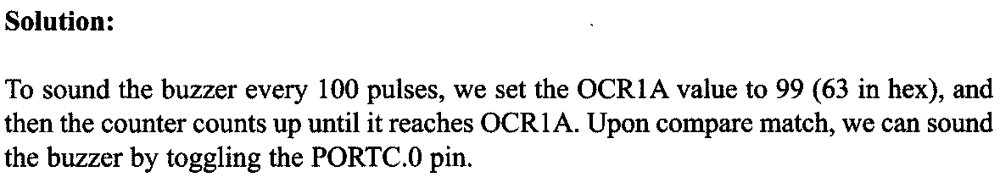 Solution:
To sound the buzzer every 100 pulses, we set the OCR1A value to 99 (63 in hex), and
then the counter counts up until it reaches OCR1A. Upon compare match, we can sound
the buzzer by toggling the PORTC.0 pin.